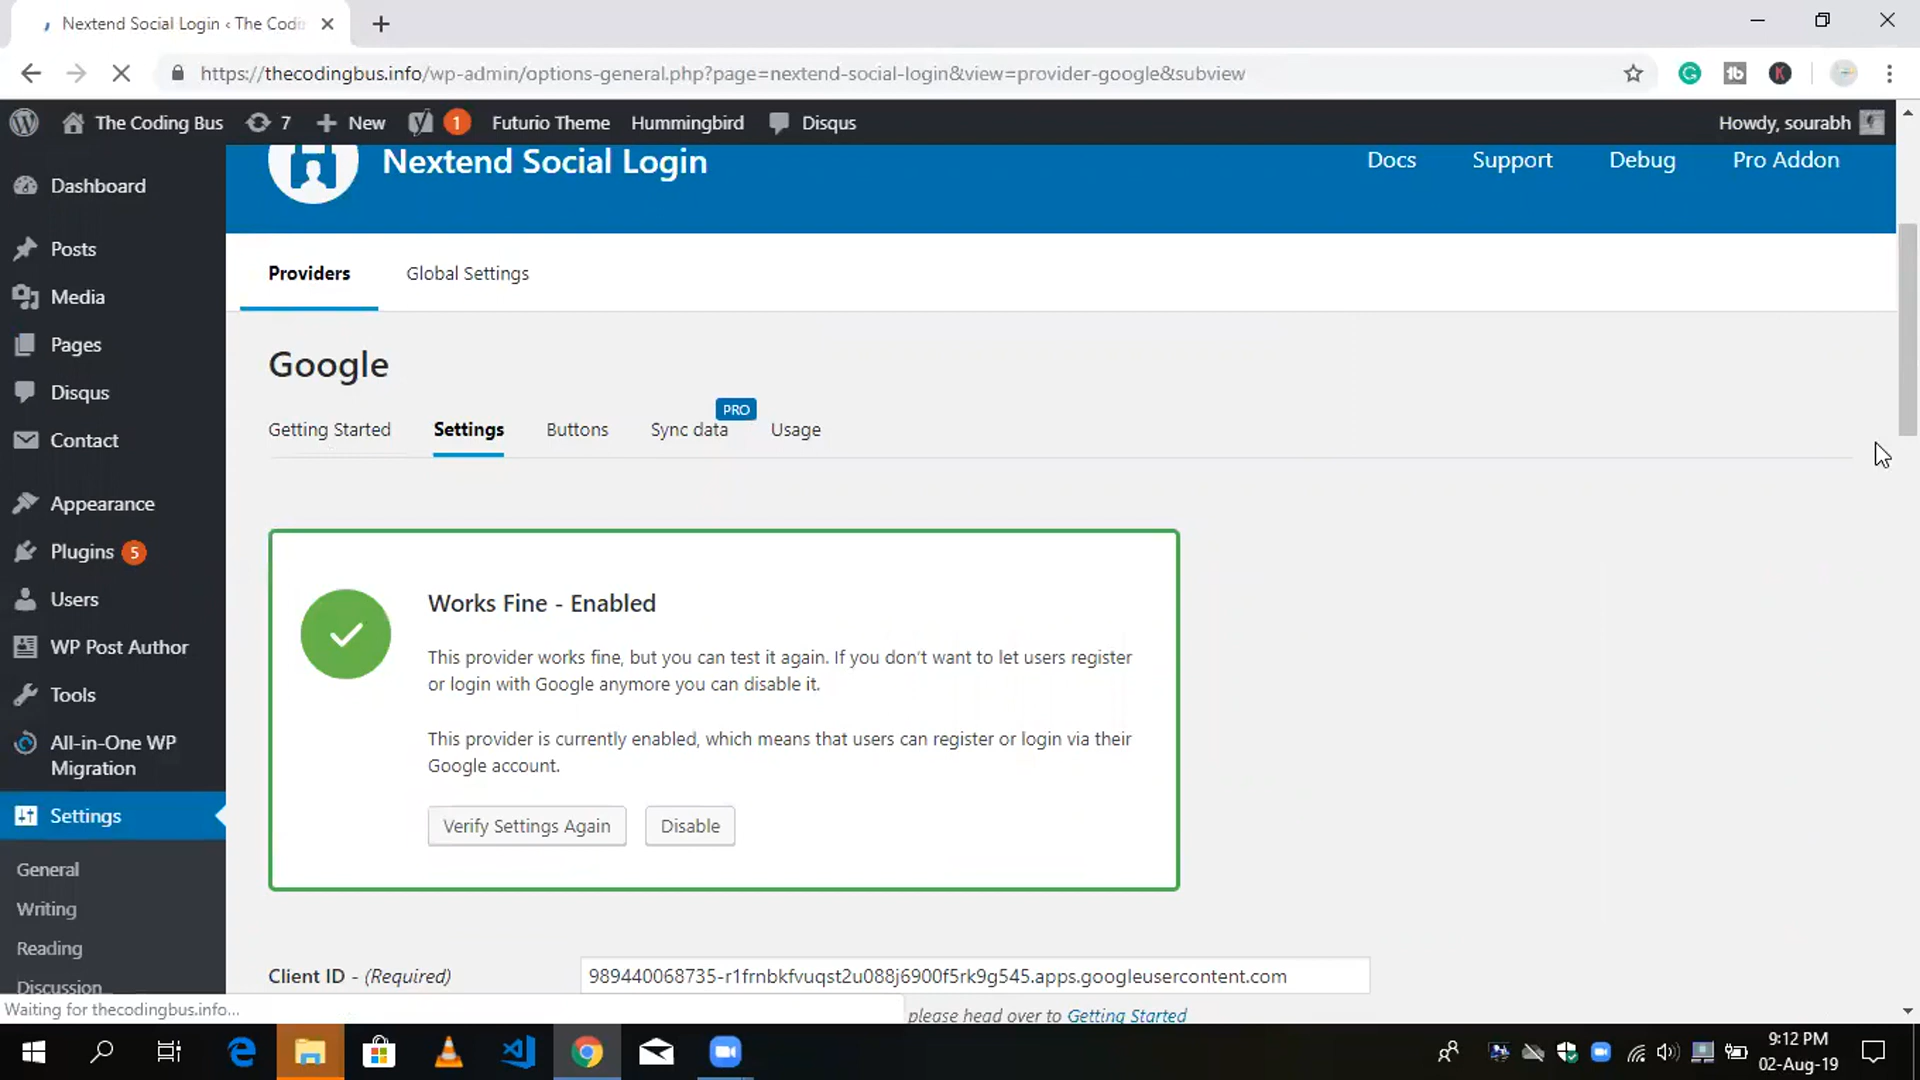 Nextend Social Login ‹ The Codi
https://thecodingbus.info/wp-admin/options-general.php?page=nextend-social-login&view=provider-google&subview
The Coding Bus
7
New
1
Futurio Theme
Hummingbird
Disqus
Howdy, sourabh
Nextend Social Login
Docs
Support
Debug
Pro Addon
Dashboard
Posts
Media
Pages
Disqus
Contact
Appearance
Plugins 5
Users
WP Post Author
Tools
All-in-One WP
Migration
Settings
General
Writing
Reading
Discussion
Providers
Global Settings
Google
Getting Started
Settings
Buttons
Sync data
PRO
Usage
Works Fine - Enabled
This provider works fine, but you can test it again. If you don't want to let users register
or login with Google anymore you can disable it.
This provider is currently enabled, which means that users can register or login via their
Google account.
Verify Settings Again
Disable
Client ID - (Required)
989440068735-r1frnbkfvuqst2u088j6900f5rk9g545.apps.googleusercontent.com
please head over to Getting Started
Waiting for thecodingbus.info...
9:12 PM
02-Aug-19